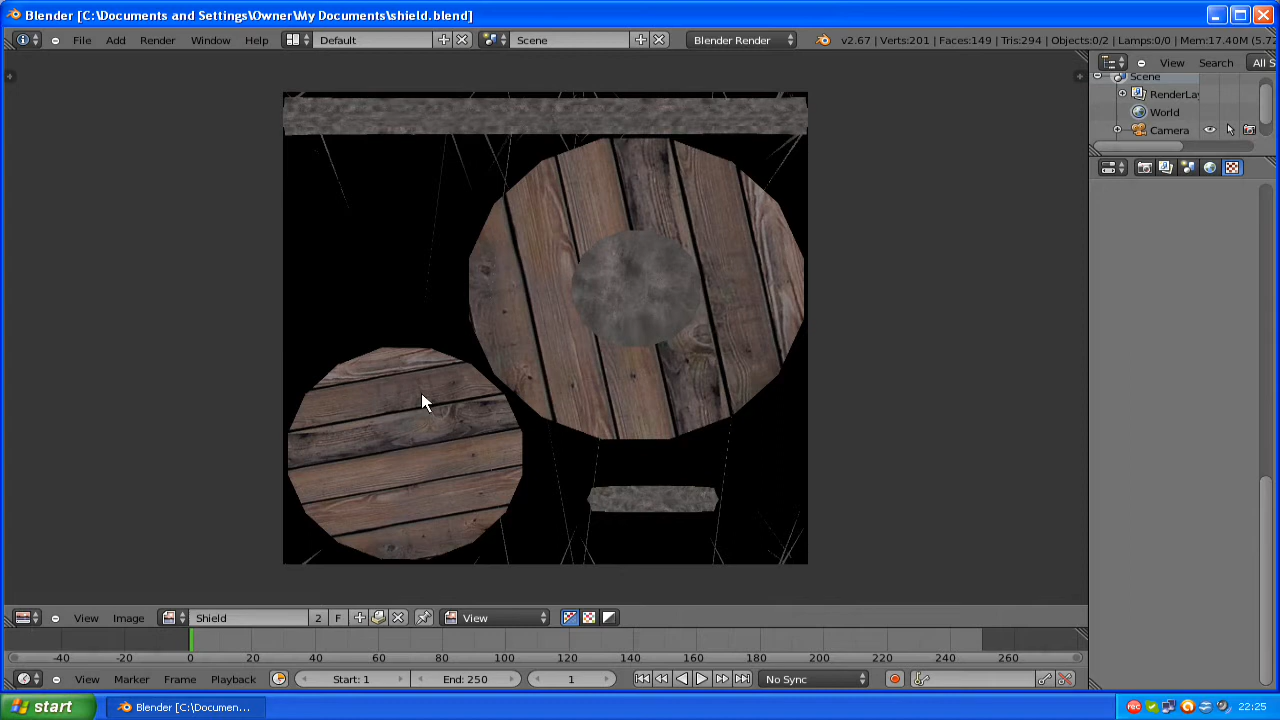 Blender [C:\Documents and Settings\Owner\My Documents\shield.blend]
File Add Render Window Help Default Scene Blender Render v2.67 | Verts:201 | Faces:149 | Tris:294 | Objects:0/2 | Lamps:0/0 | Mem:17.40M (5.72
View Search All S
Scene
RenderLay
World
Camera
View Image Shield 2 F View
-40 -20 0 20 40 60 80 100 120 140 160 180 200 220 240 260
View Marker Frame Playback Start: 1 End: 250 1 No Sync
start Blender [C:\Documen... REC 22:25